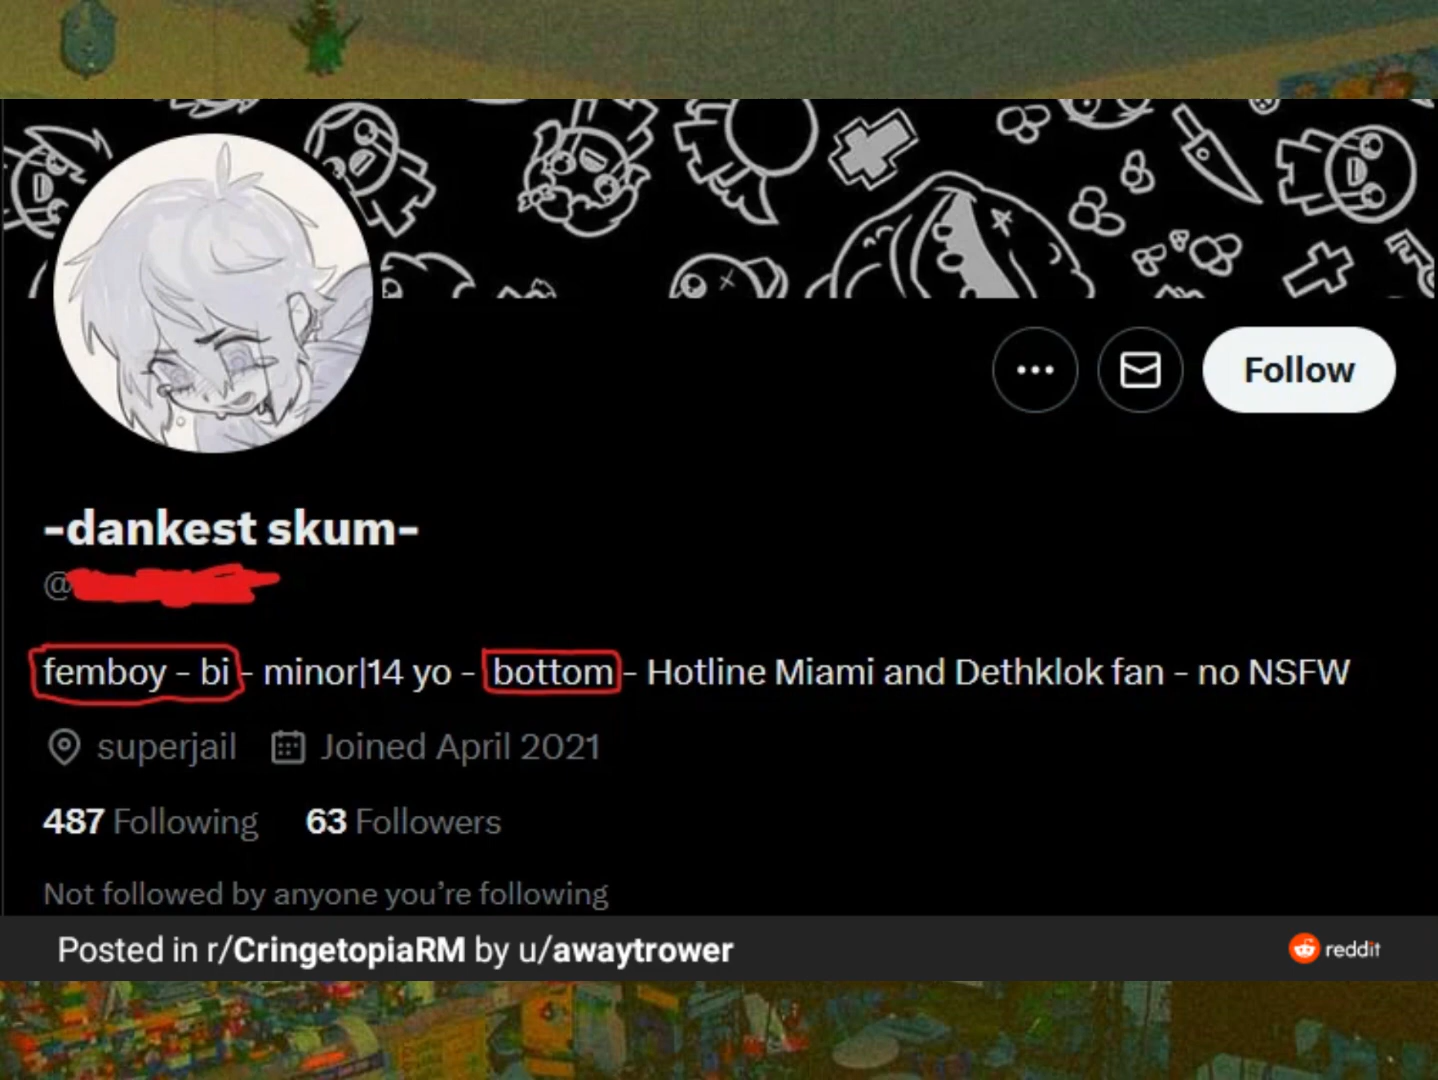 Follow
-dankest skum-
@
femboy - bi - minor|14 yo - bottom - Hotline Miami and Dethklok fan - no NSFW
superjail Joined April 2021
487 Following 63 Followers
Not followed by anyone you're following
Posted in r/CringetopiaRM by u/awaytrower
reddit